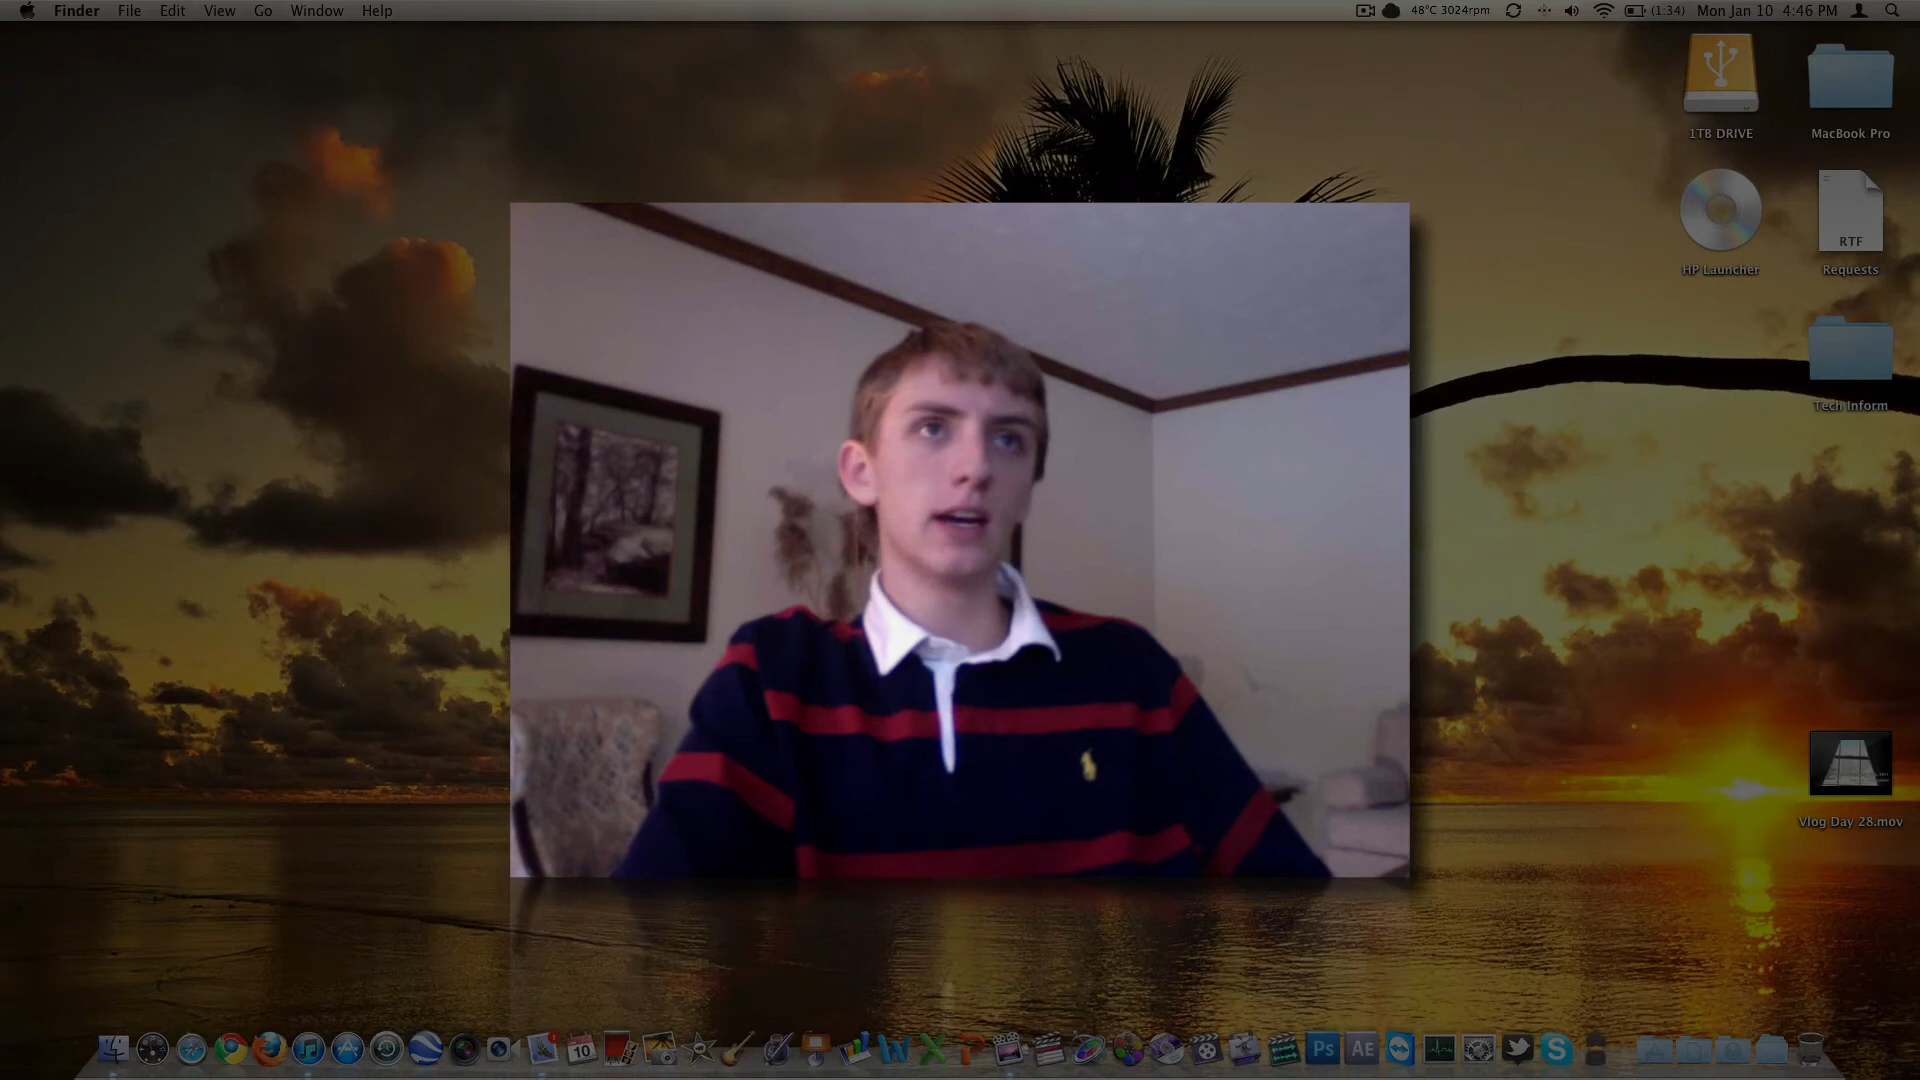 Finder File Edit View Go Window Help 48°C 3024rpm (1:34) Mon Jan 10 4:46 PM
1TB DRIVE
MacBook Pro
RTF
HP Launcher
Requests
Tech Inform
Vlog Day 28.mov
10
W
X
Ps
AE
S